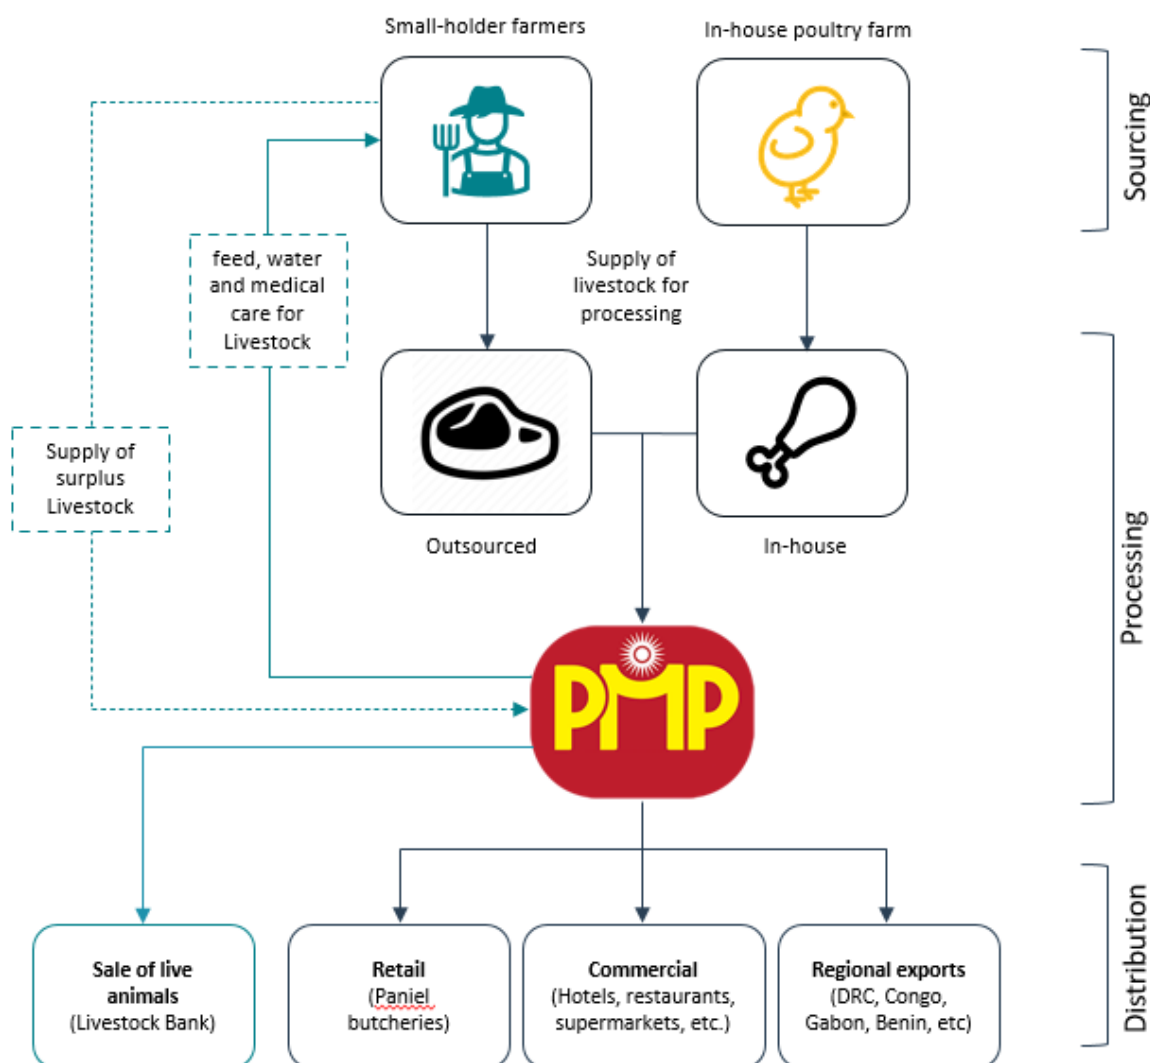 Small-holder farmers
In-house poultry farm
Sourcing
feed, water
and medical
care for
Livestock
Supply of
livestock for
processing
Supply of
surplus
Livestock
Outsourced
In-house
Processing
PMP
Distribution
Sale of live
animals
(Livestock Bank)
Retail
(Paniel
butcheries)
Commercial
(Hotels, restaurants,
supermarkets, etc.)
Regional exports
(DRC, Congo,
Gabon, Benin, etc)